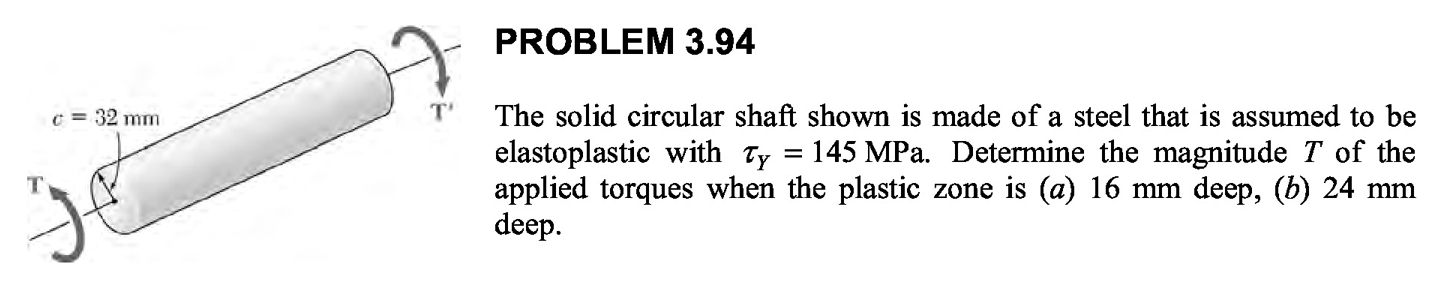 PROBLEM 3.94
c = 32 mm
T'
T
The solid circular shaft shown is made of a steel that is assumed to be
elastoplastic with τY = 145 MPa. Determine the magnitude T of the
applied torques when the plastic zone is (a) 16 mm deep, (b) 24 mm
deep.